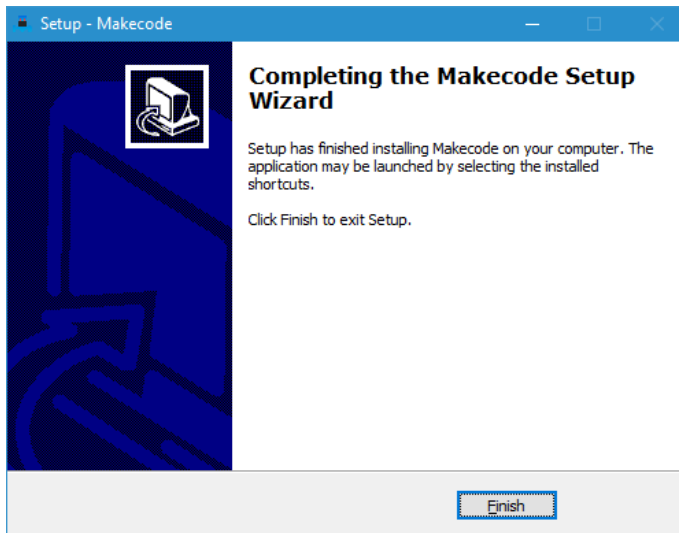 Setup - Makecode
Completing the Makecode Setup
Wizard
Setup has finished installing Makecode on your computer. The
application may be launched by selecting the installed
shortcuts.
Click Finish to exit Setup.
Finish